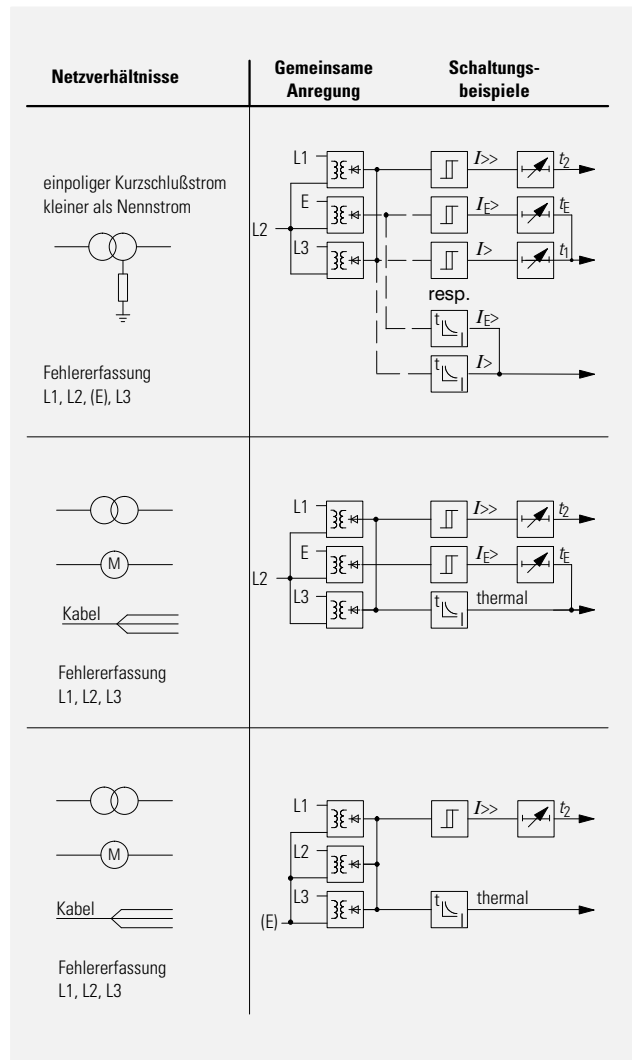 Netzverhältnisse
Gemeinsame
Anregung
Schaltungs-
beispiele
einpoliger Kurzschlußstrom
kleiner als Nennstrom
Fehlererfassung
L1, L2, (E), L3
L1
E
L2
L3
I>>
t2
IE>
tE
I>
t1
resp.
t
I
IE>
t
I
I>
M
Kabel
Fehlererfassung
L1, L2, L3
L1
E
L2
L3
I>>
t2
IE>
tE
t
I
thermal
M
Kabel
Fehlererfassung
L1, L2, L3
L1
L2
L3
(E)
I>>
t2
t
I
thermal